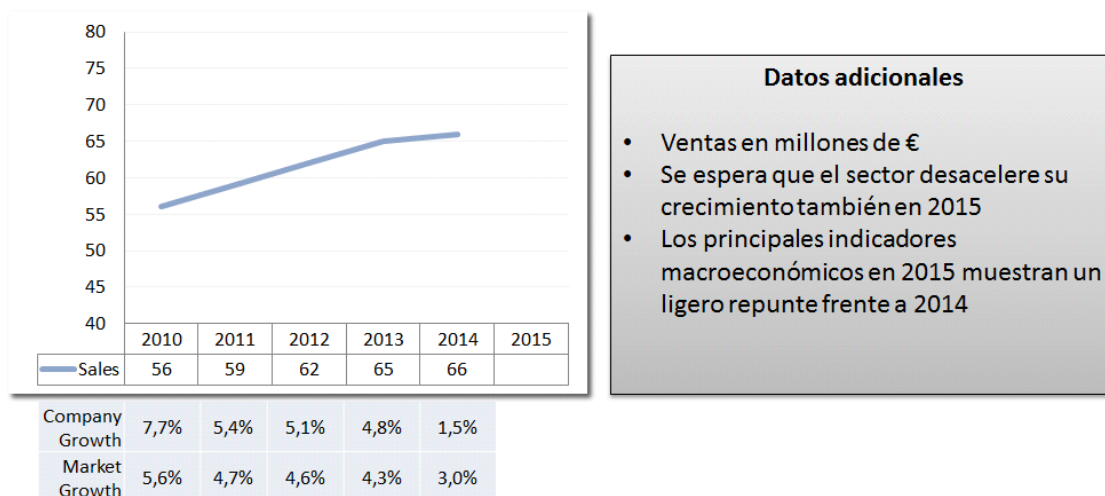 80
75
70
65
60
55
50
45
40
2010 2011 2012 2013 2014 2015
Sales 56 59 62 65 66
Company
Growth 7,7% 5,4% 5,1% 4,8% 1,5%
Market
Growth 5,6% 4,7% 4,6% 4,3% 3,0%
Datos adicionales
• Ventas en millones de €
• Se espera que el sector desacelere su
crecimiento también en 2015
• Los principales indicadores
macroeconómicos en 2015 muestran un
ligero repunte frente a 2014